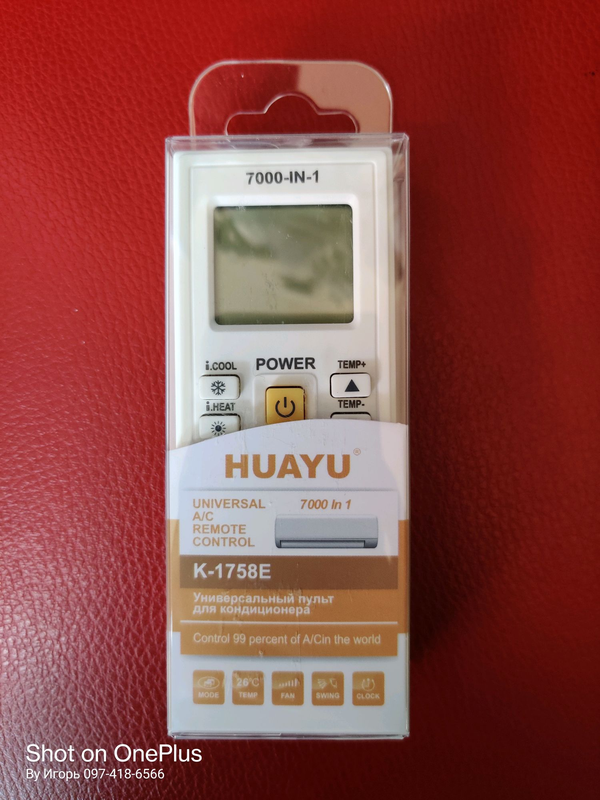 7000-IN-1
i.COOL
POWER
TEMP+
i.HEAT
TEMP-
HUAYU®
UNIVERSAL
A/C
REMOTE
CONTROL
7000 In 1
K-1758E
Универсальный пульт
для кондиционера
Control 99 percent of A/Cin the world
MODE
26°C
TEMP
FAN
SWING
CLOCK
Shot on OnePlus
By Игорь 097-418-6566